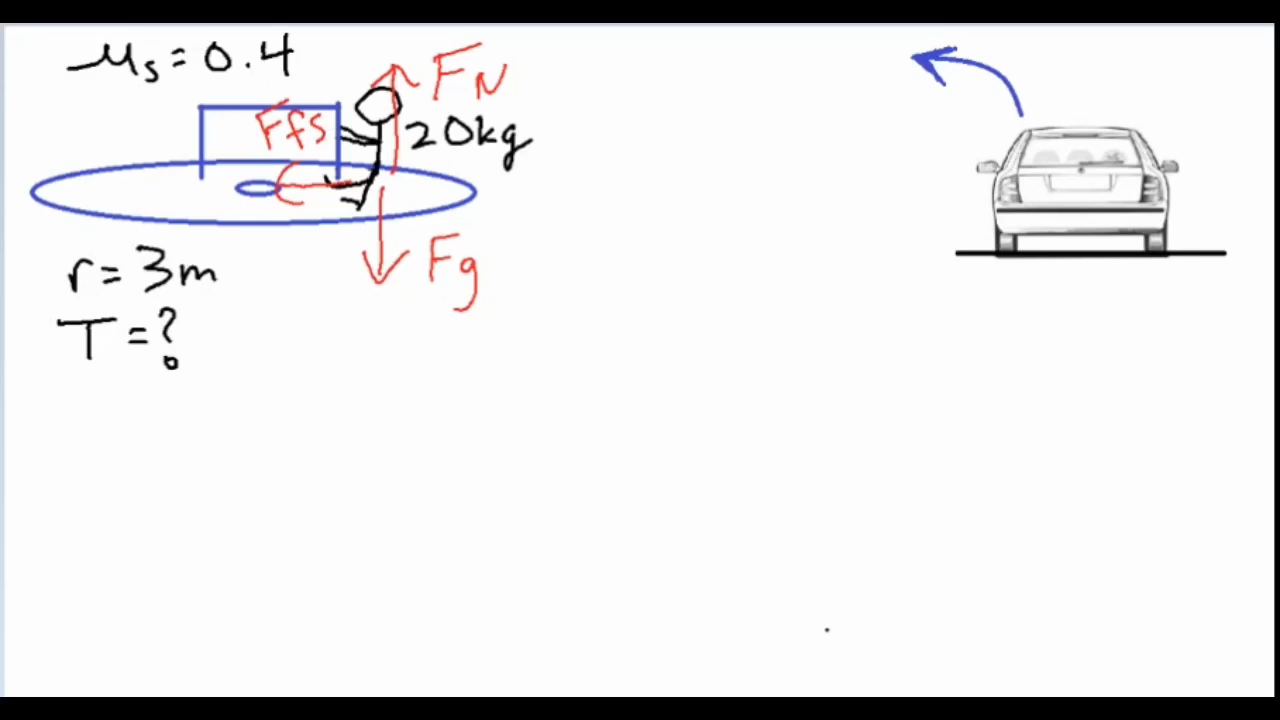 μs = 0.4
FN
Ffs
20kg
Fg
r = 3m
T = ?